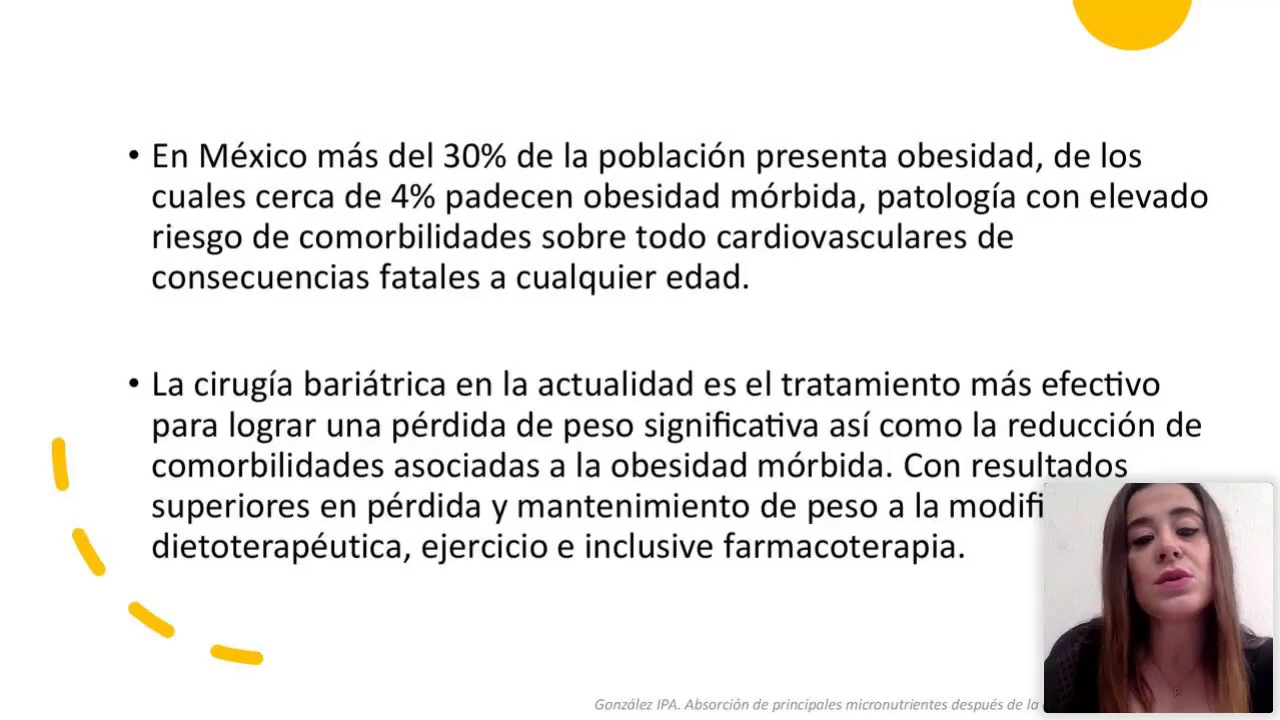 • En México más del 30% de la población presenta obesidad, de los
cuales cerca de 4% padecen obesidad mórbida, patología con elevado
riesgo de comorbilidades sobre todo cardiovasculares de
consecuencias fatales a cualquier edad.
• La cirugía bariátrica en la actualidad es el tratamiento más efectivo
para lograr una pérdida de peso significativa así como la reducción de
comorbilidades asociadas a la obesidad mórbida. Con resultados
superiores en pérdida y mantenimiento de peso a la modifi
dietoterapéutica, ejercicio e inclusive farmacoterapia.
González IPA. Absorción de principales micronutrientes después de la